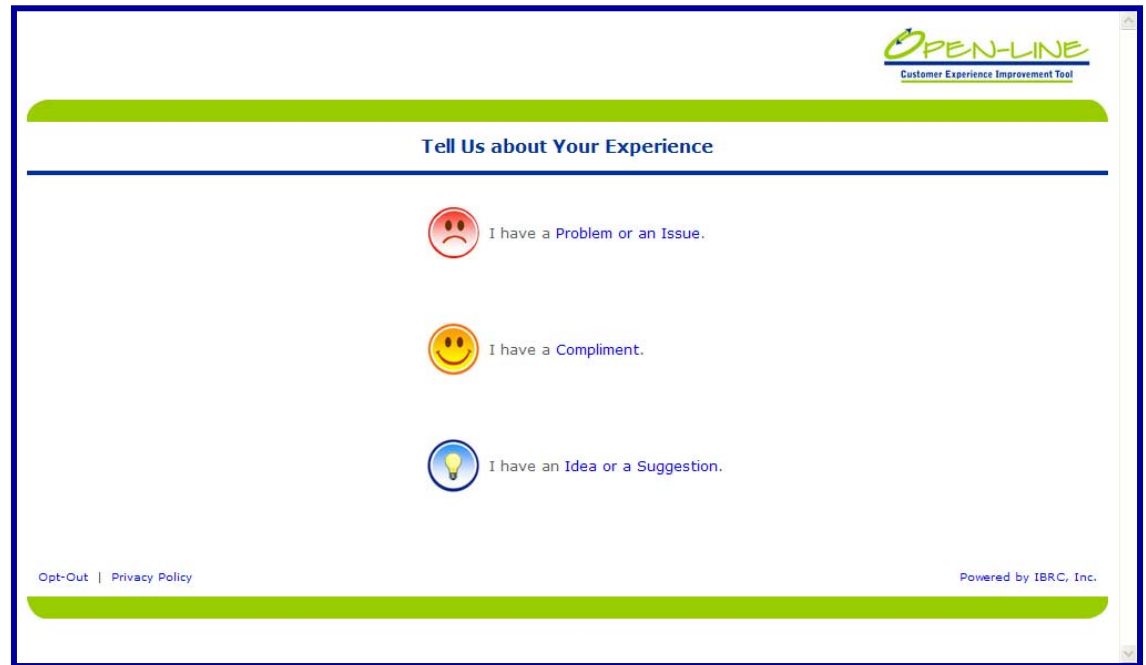 OPEN-LINE
Customer Experience Improvement Tool
Tell Us about Your Experience
I have a Problem or an Issue.
I have a Compliment.
I have an Idea or a Suggestion.
Opt-Out | Privacy Policy
Powered by IBRC, Inc.